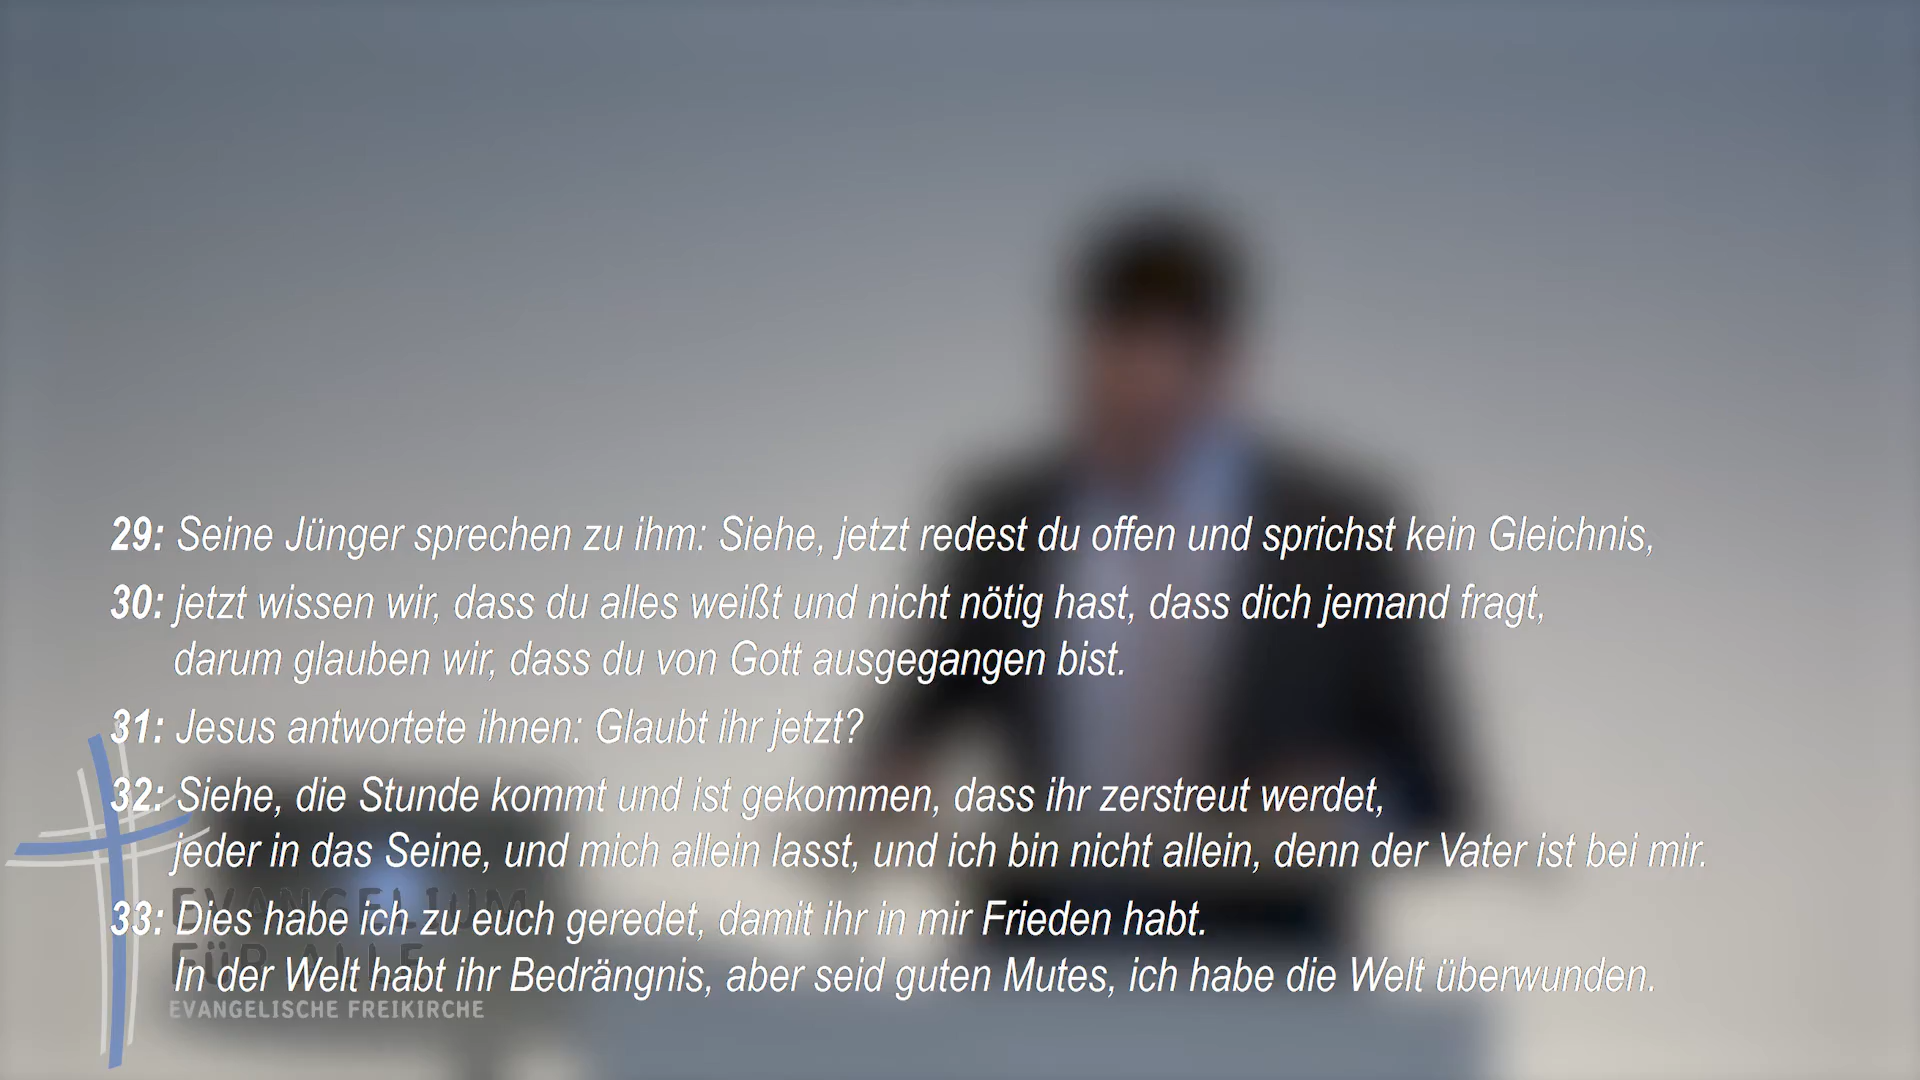 29: Seine Jünger sprechen zu ihm: Siehe, jetzt redest du offen und sprichst kein Gleichnis,
30: jetzt wissen wir, dass du alles weißt und nicht nötig hast, dass dich jemand fragt,
darum glauben wir, dass du von Gott ausgegangen bist.
31: Jesus antwortete ihnen: Glaubt ihr jetzt?
32: Siehe, die Stunde kommt und ist gekommen, dass ihr zerstreut werdet,
jeder in das Seine, und mich allein lasst, und ich bin nicht allein, denn der Vater ist bei mir.
33: Dies habe ich zu euch geredet, damit ihr in mir Frieden habt.
In der Welt habt ihr Bedrängnis, aber seid guten Mutes, ich habe die Welt überwunden.
EVANGELIUM
FÜR ALLE
EVANGELISCHE FREIKIRCHE